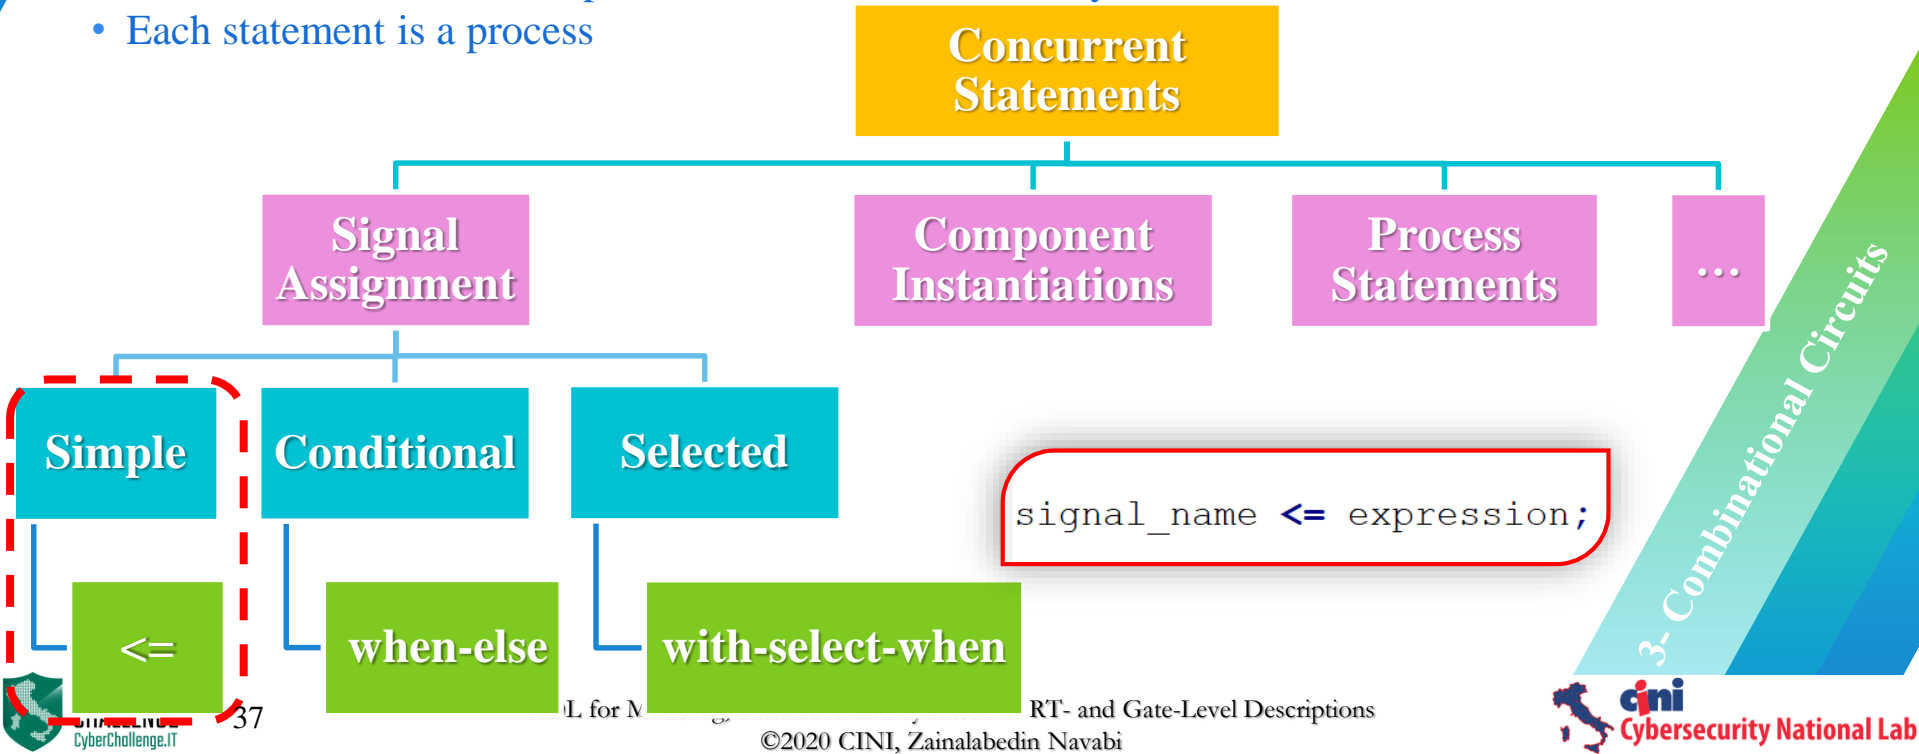 • Each statement is a process
Concurrent
Statements
Signal
Assignment
Component
Instantiations
Process
Statements
...
Simple
Conditional
Selected
signal_name <= expression;
<=
when-else
with-select-when
3- Combinational Circuits
CyberChallenge.IT
37
L for M
RT- and Gate-Level Descriptions
©2020 CINI, Zainalabedin Navabi
cini
Cybersecurity National Lab